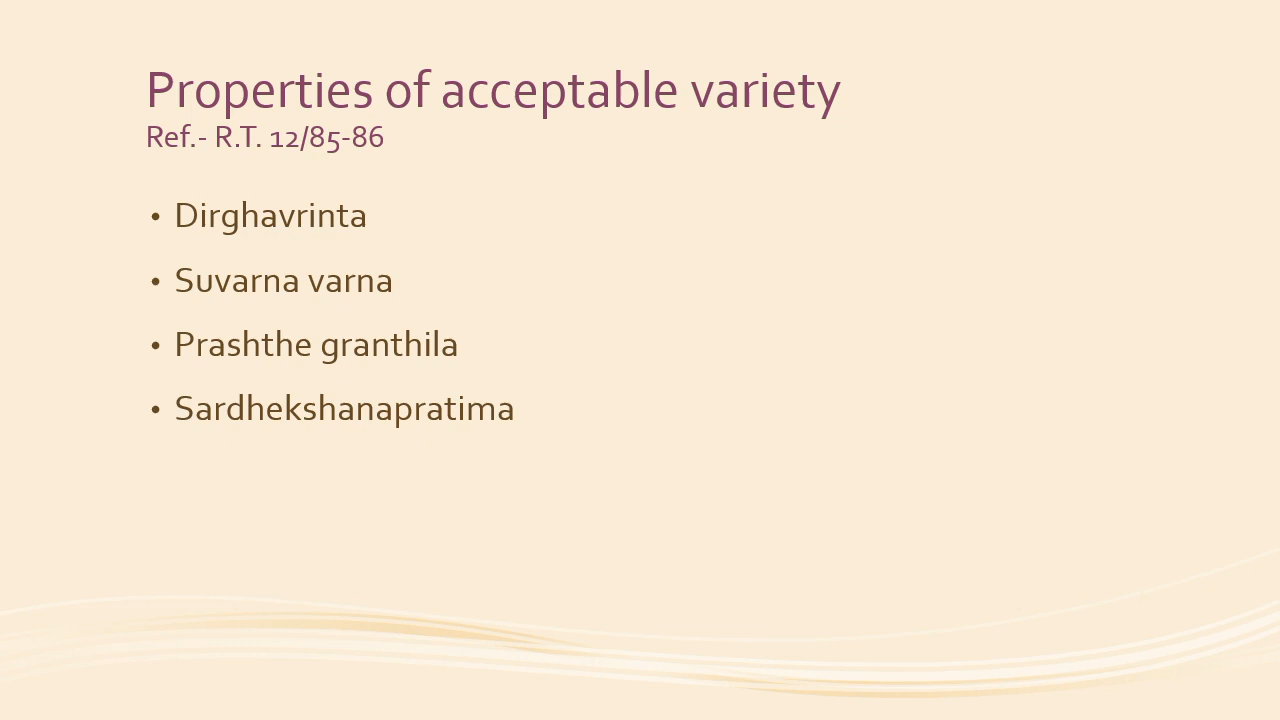 Properties of acceptable variety
Ref.- R.T. 12/85-86
• Dirghavrinta
• Suvarna varna
• Prashthe granthila
• Sardhekshanapratima